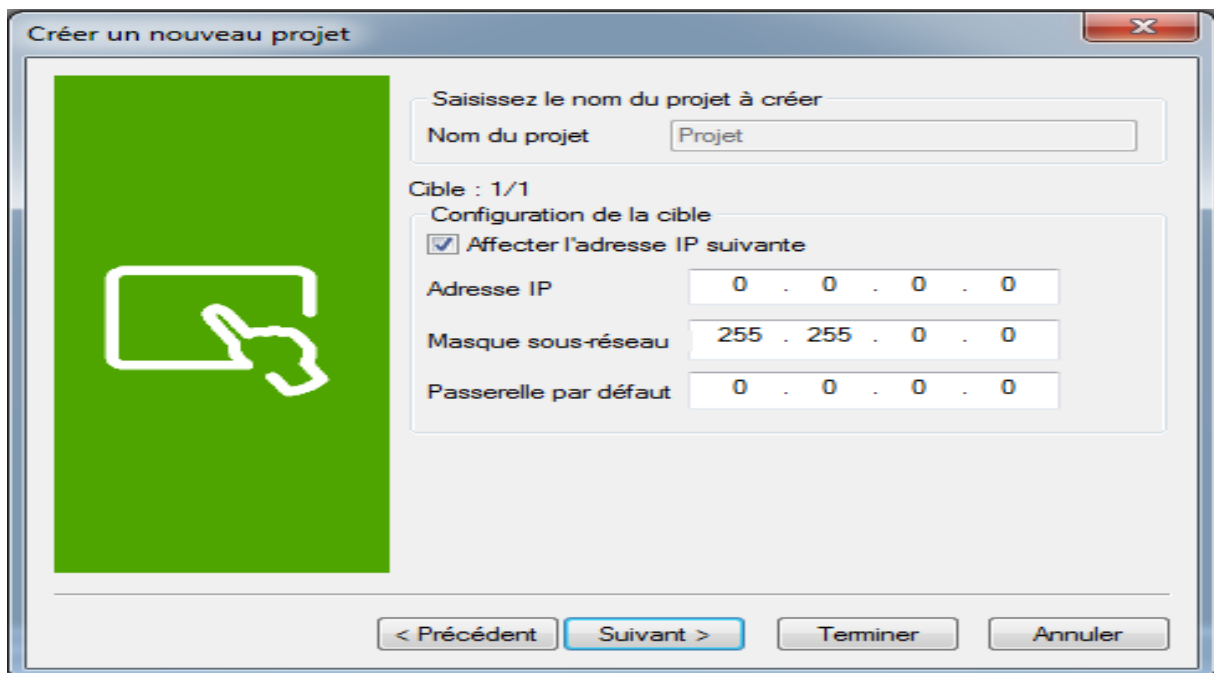 Créer un nouveau projet
Saisissez le nom du projet à créer
Nom du projet Projet
Cible : 1/1
Configuration de la cible
Affecter l'adresse IP suivante
Adresse IP 0 . 0 . 0 . 0
Masque sous-réseau 255 . 255 . 0 . 0
Passerelle par défaut 0 . 0 . 0 . 0
< Précédent Suivant > Terminer Annuler